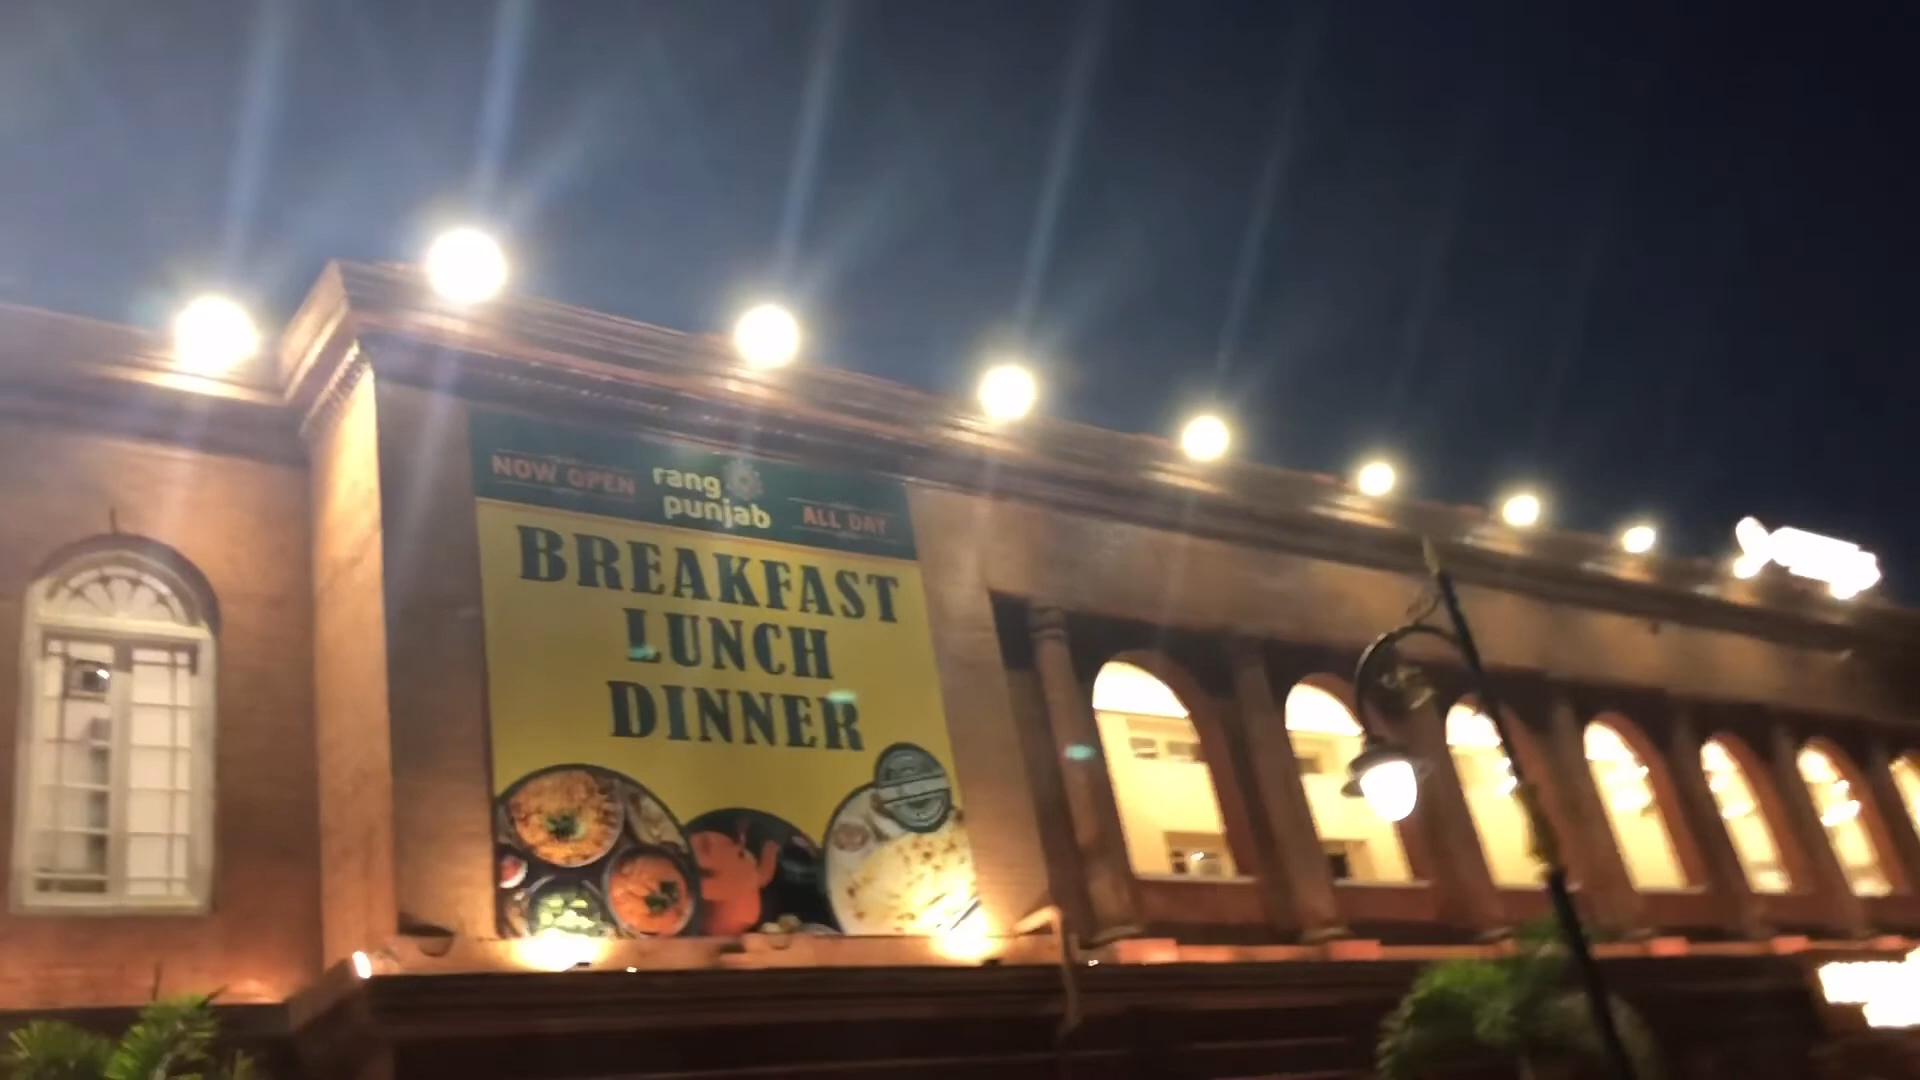 NOW OPEN
rang
punjab
ALL DAY
BREAKFAST
LUNCH
DINNER